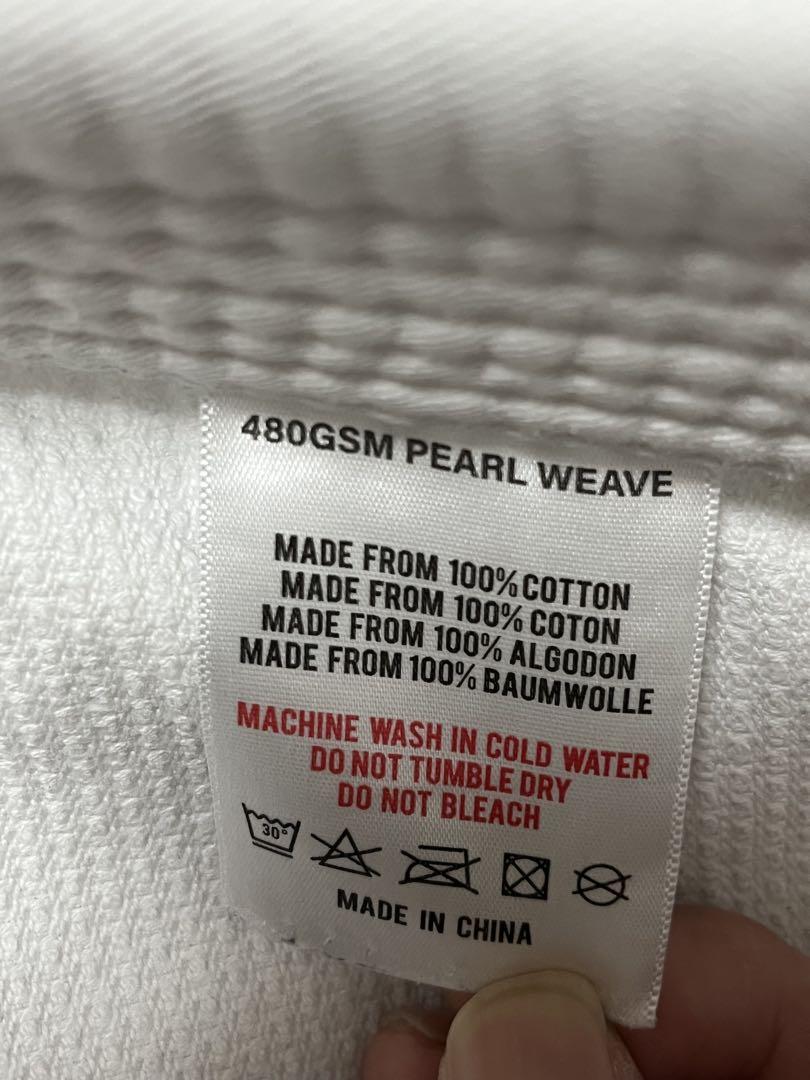 480GSM PEARL WEAVE
MADE FROM 100% COTTON
MADE FROM 100% COTON
MADE FROM 100% ALGODON
MADE FROM 100% BAUMWOLLE
MACHINE WASH IN COLD WATER
DO NOT TUMBLE DRY
DO NOT BLEACH
30°
MADE IN CHINA